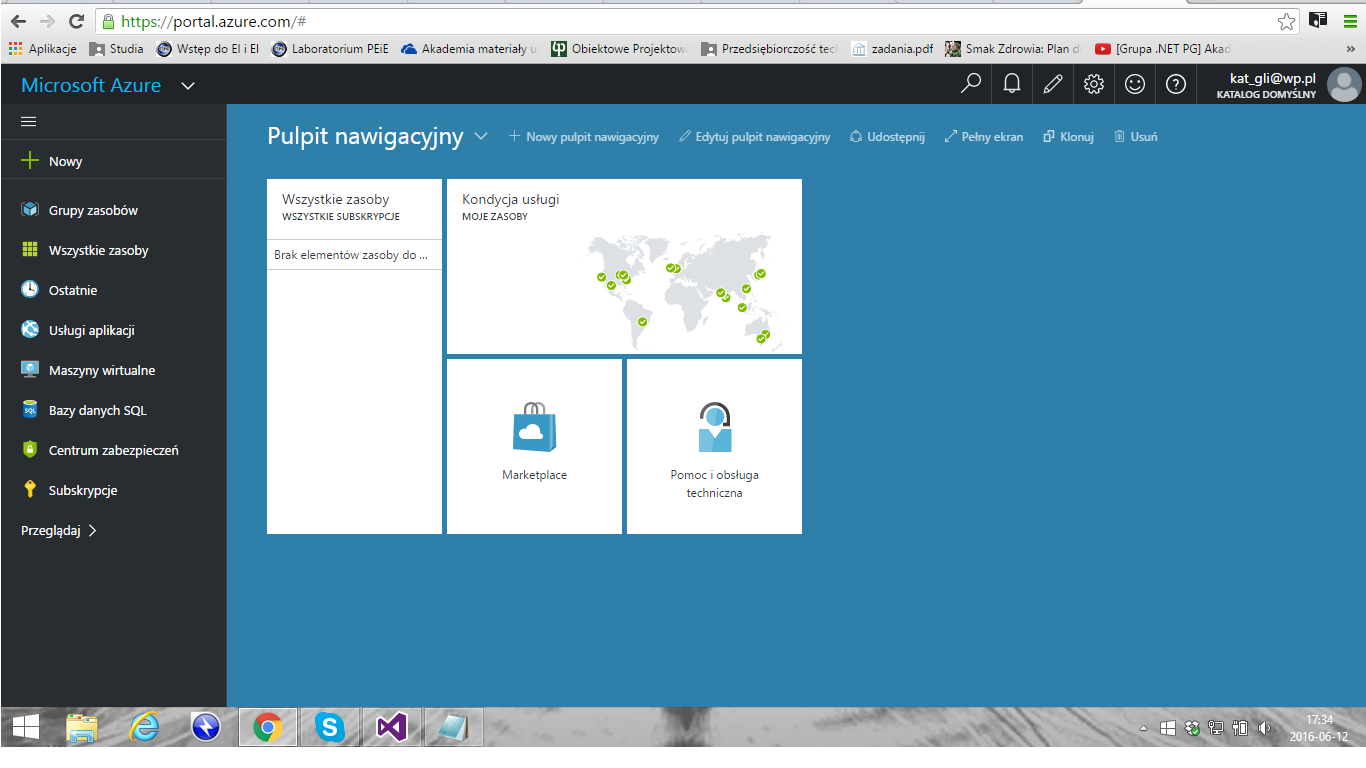 https://portal.azure.com/#
Aplikacje Studia Wstęp do EI i EI Laboratorium PEiE Akademia materiały u Obiektowe Projektow Przedsiębiorczość tec zadania.pdf Smak Zdrowia: Plan d [Grupa .NET PG] Akad »
Microsoft Azure
kat_gli@wp.pl
KATALOG DOMYŚLNY
Pulpit nawigacyjny
Nowy pulpit nawigacyjny Edytuj pulpit nawigacyjny Udostępnij Pełny ekran Klonuj Usuń
Nowy
Grupy zasobów
Wszystkie zasoby
Ostatnie
Usługi aplikacji
Maszyny wirtualne
SQL
Bazy danych SQL
Centrum zabezpieczeń
Subskrypcje
Przeglądaj
Wszystkie zasoby
WSZYSTKIE SUBSKRYPCJE
Brak elementów zasoby do ...
Kondycja usługi
MOJE ZASOBY
Marketplace
Pomoc i obsługa
techniczna
17:34
2016-06-12